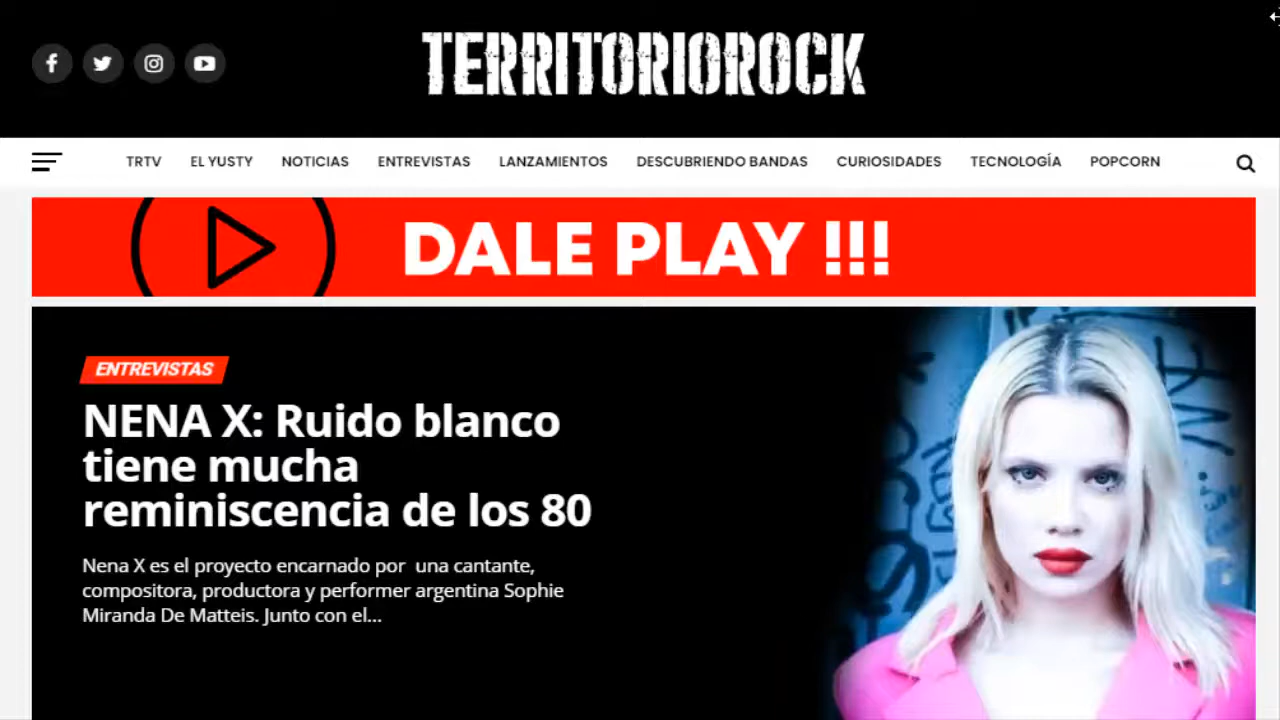 TERRITORIOROCK
TRTV EL YUSTY NOTICIAS ENTREVISTAS LANZAMIENTOS DESCUBRIENDO BANDAS CURIOSIDADES TECNOLOGÍA POPCORN
DALE PLAY !!!
ENTREVISTAS
NENA X: Ruido blanco
tiene mucha
reminiscencia de los 80
Nena X es el proyecto encarnado por una cantante,
compositora, productora y performer argentina Sophie
Miranda De Matteis. Junto con el...